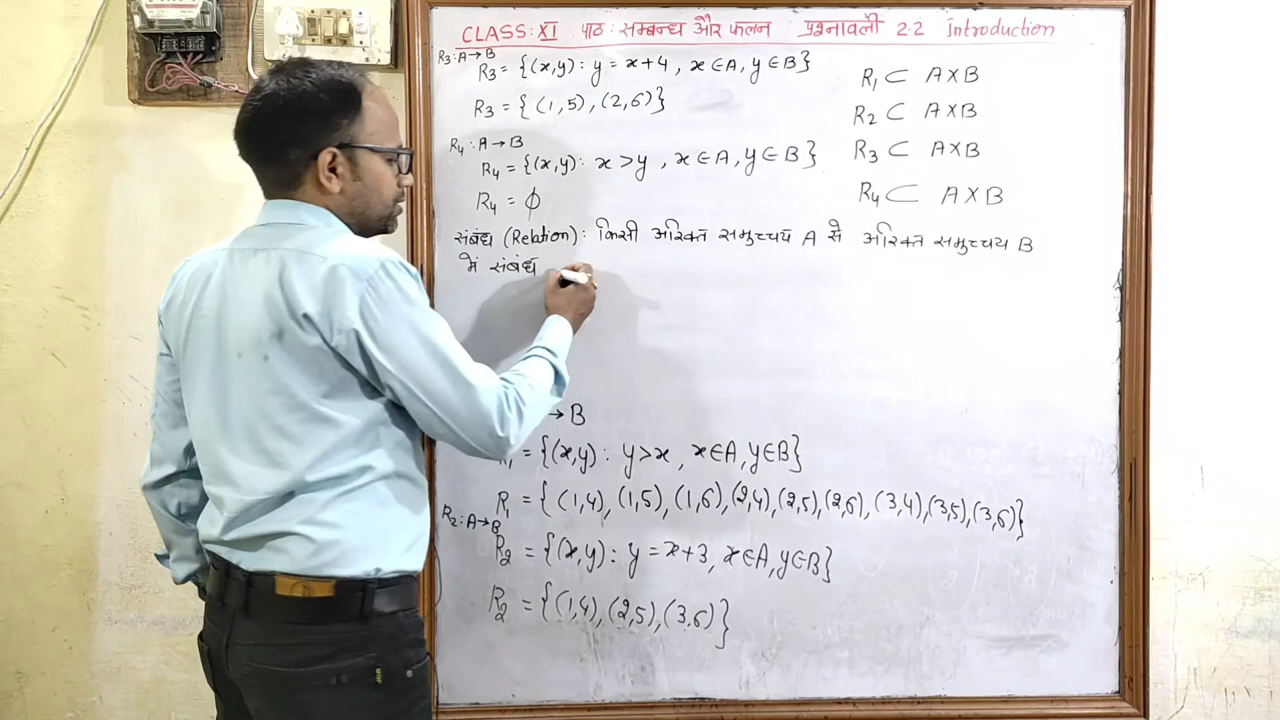 CLASS: XI पाठ: सम्बन्ध और फलन प्रश्नावली 2.2 Introduction
R3: A→B
R3 = {(x,y): y = x+4, x∈A, y∈B}
R3 = {(1,5), (2,6)}
R4: A→B
R4 = {(x,y): x>y, x∈A, y∈B}
R4 = ϕ
R1 ⊂ A×B
R2 ⊂ A×B
R3 ⊂ A×B
R4 ⊂ A×B
संबंध (Relation): किसी अरिक्त समुच्चय A से अरिक्त समुच्चय B
में संबंध
→ B
R1 = {(x,y): y>x, x∈A, y∈B}
R1 = {(1,4), (1,5), (1,6), (2,4), (2,5), (2,6), (3,4), (3,5), (3,6)}
R2: A→B
R2 = {(x,y): y = x+3, x∈A, y∈B}
R2 = {(1,4), (2,5), (3,6)}